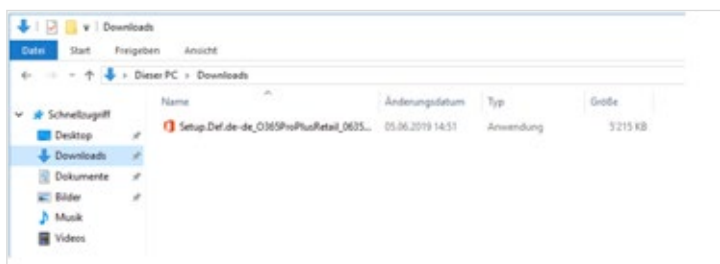 Downloads
Datei Start Freigeben Ansicht
Dieser PC > Downloads
Name Änderungsdatum Typ Größe
Schnellzugriff
Setup.Def.de-de_O365ProPlusRetail_0635... 05.06.2019 14:51 Anwendung 5 215 KB
Desktop
Downloads
Dokumente
Bilder
Musik
Videos